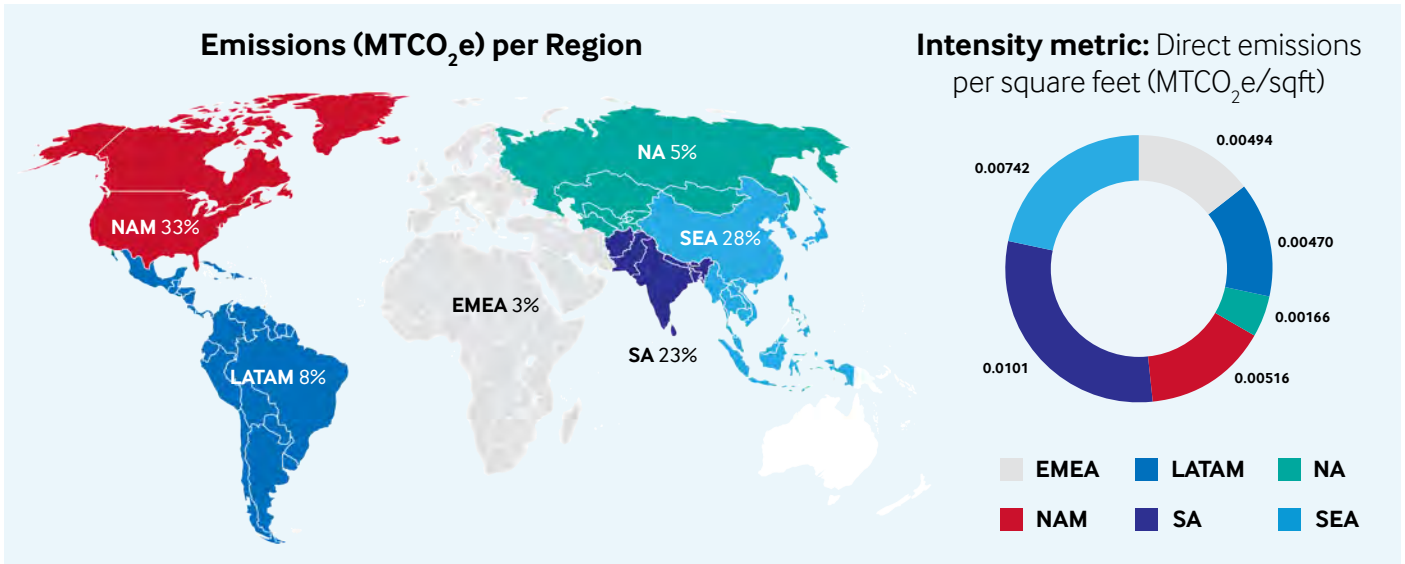 Emissions (MTCO2e) per Region
NAM 33%
LATAM 8%
EMEA 3%
NA 5%
SEA 28%
SA 23%
Intensity metric: Direct emissions
per square feet (MTCO2e/sqft)
0.00494
0.00742
0.00470
0.00166
0.0101
0.00516
EMEA LATAM NA
NAM SA SEA